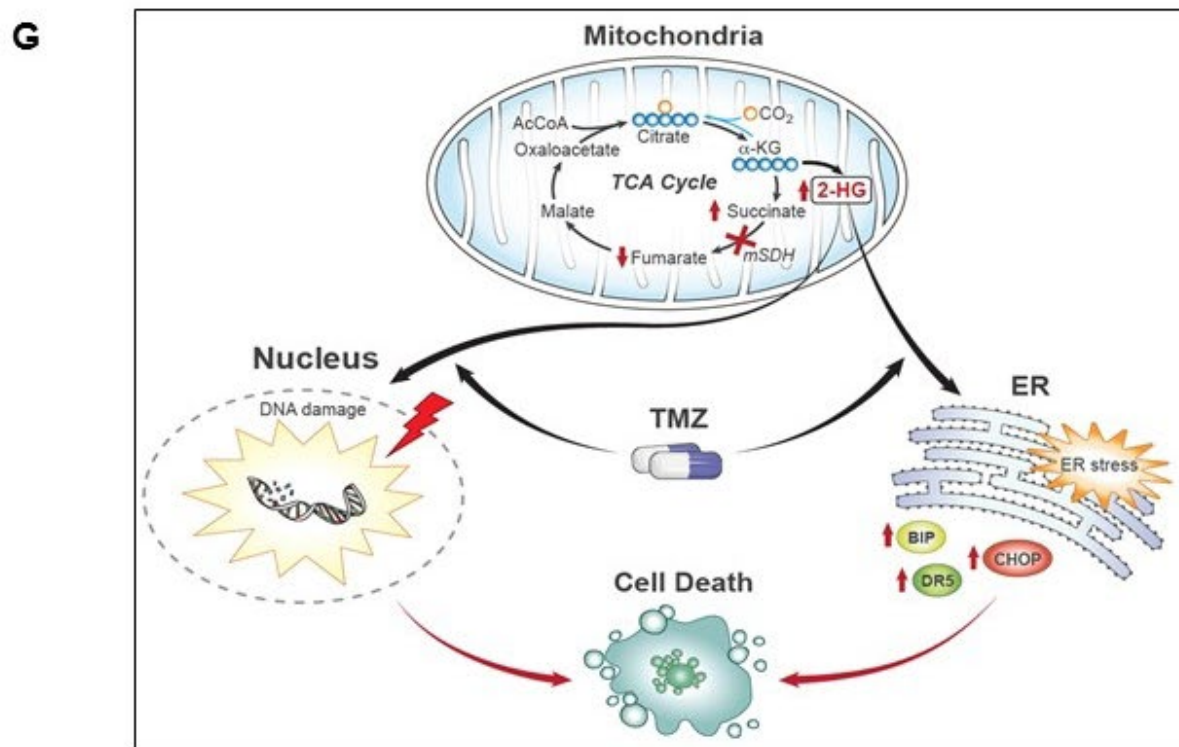 G
Mitochondria
AcCoA
Oxaloacetate
Citrate
CO₂
α-KG
TCA Cycle
2-HG
Malate
Succinate
Fumarate
mSDH
Nucleus
DNA damage
TMZ
ER
ER stress
BIP
CHOP
DR5
Cell Death